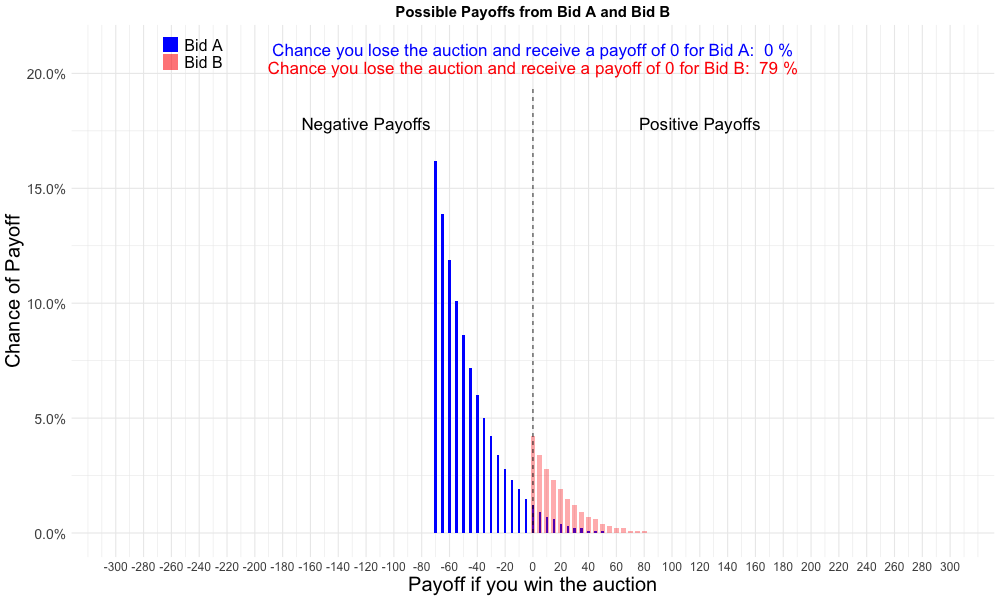 Possible Payoffs from Bid A and Bid B
Bid A
Bid B
Chance you lose the auction and receive a payoff of 0 for Bid A:  0 %
Chance you lose the auction and receive a payoff of 0 for Bid B:  79 %
Negative Payoffs
Positive Payoffs
Chance of Payoff
20.0%
15.0%
10.0%
5.0%
0.0%
-300 -280 -260 -240 -220 -200 -180 -160 -140 -120 -100 -80 -60 -40 -20 0 20 40 60 80 100 120 140 160 180 200 220 240 260 280 300
Payoff if you win the auction